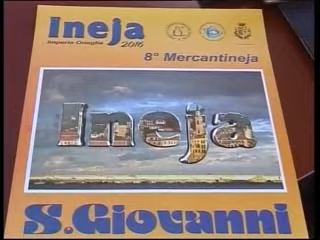 Ineja
Imperia Oneglia 2016
8° Mercantineja
Ineja
S.Giovanni